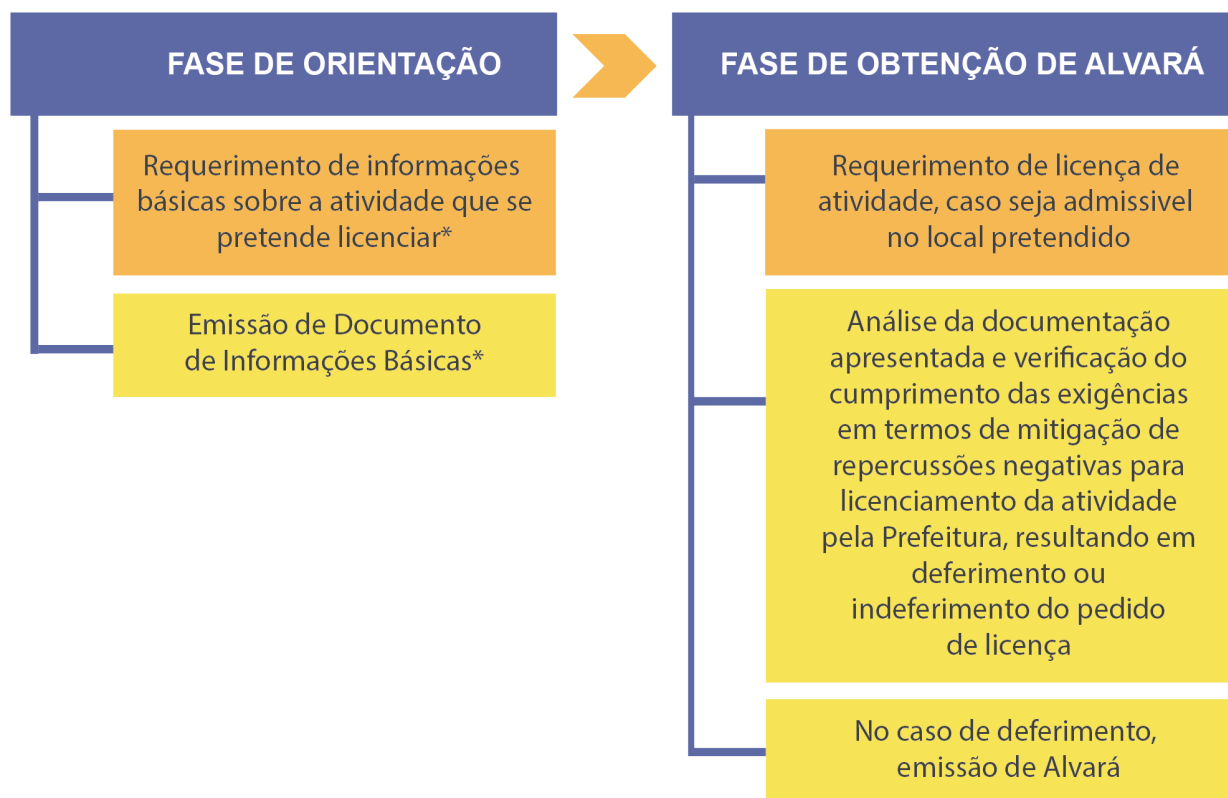 FASE DE ORIENTAÇÃO
Requerimento de informações
básicas sobre a atividade que se
pretende licenciar*
Emissão de Documento
de Informações Básicas*
FASE DE OBTENÇÃO DE ALVARÁ
Requerimento de licença de
atividade, caso seja admissivel
no local pretendido
Análise da documentação
apresentada e verificação do
cumprimento das exigências
em termos de mitigação de
repercussões negativas para
licenciamento da atividade
pela Prefeitura, resultando em
deferimento ou
indeferimento do pedido
de licença
No caso de deferimento,
emissão de Alvará